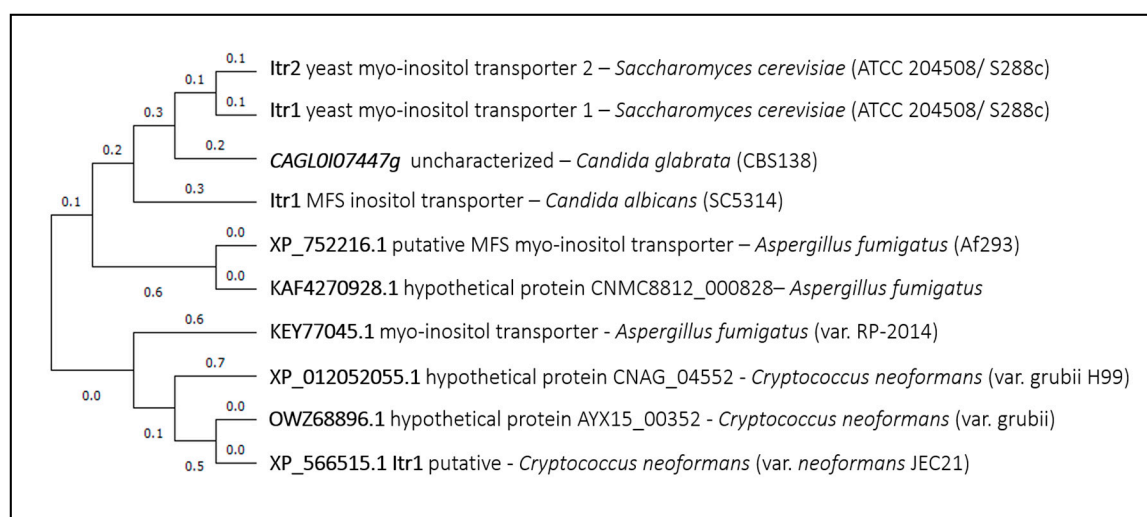 0.1
0.1
Itr2 yeast myo-inositol transporter 2 – Saccharomyces cerevisiae (ATCC 204508/ S288c)
0.3
0.1
Itr1 yeast myo-inositol transporter 1 – Saccharomyces cerevisiae (ATCC 204508/ S288c)
0.2
0.2
CAGL0I07447g uncharacterized – Candida glabrata (CBS138)
0.1
0.3
Itr1 MFS inositol transporter – Candida albicans (SC5314)
0.0
XP_752216.1 putative MFS myo-inositol transporter – Aspergillus fumigatus (Af293)
0.6
0.0
KAF4270928.1 hypothetical protein CNMC8812_000828– Aspergillus fumigatus
0.6
KEY77045.1 myo-inositol transporter - Aspergillus fumigatus (var. RP-2014)
0.0
0.7
XP_012052055.1 hypothetical protein CNAG_04552 - Cryptococcus neoformans (var. grubii H99)
0.1
0.0
OWZ68896.1 hypothetical protein AYX15_00352 - Cryptococcus neoformans (var. grubii)
0.5
0.0
XP_566515.1 Itr1 putative - Cryptococcus neoformans (var. neoformans JEC21)